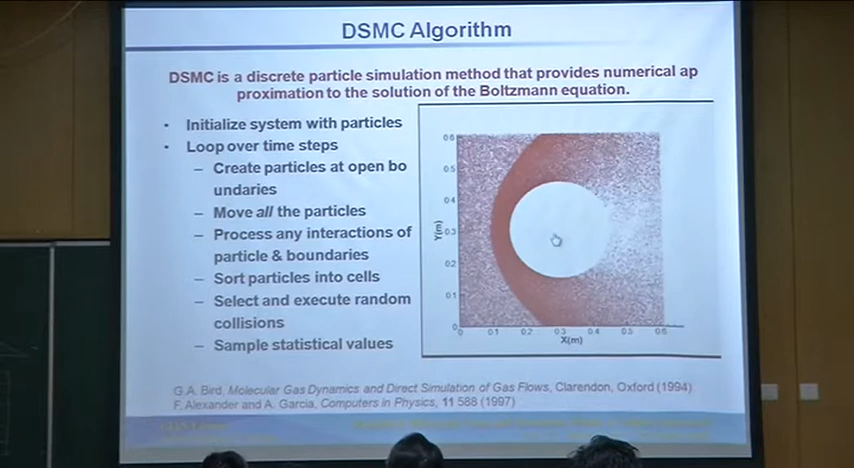 DSMC Algorithm
DSMC is a discrete particle simulation method that provides numerical ap
proximation to the solution of the Boltzmann equation.
• Initialize system with particles
• Loop over time steps
– Create particles at open bo
undaries
– Move all the particles
– Process any interactions of
particle & boundaries
– Sort particles into cells
– Select and execute random
collisions
– Sample statistical values
0.6
0.5
0.4
0.3
0.2
0.1
0
Y(m)
0 0.1 0.2 0.3 0.4 0.5 0.6
X(m)
G.A. Bird, Molecular Gas Dynamics and Direct Simulation of Gas Flows, Clarendon, Oxford (1994)
F. Alexander and A. Garcia, Computers in Physics, 11 588 (1997)